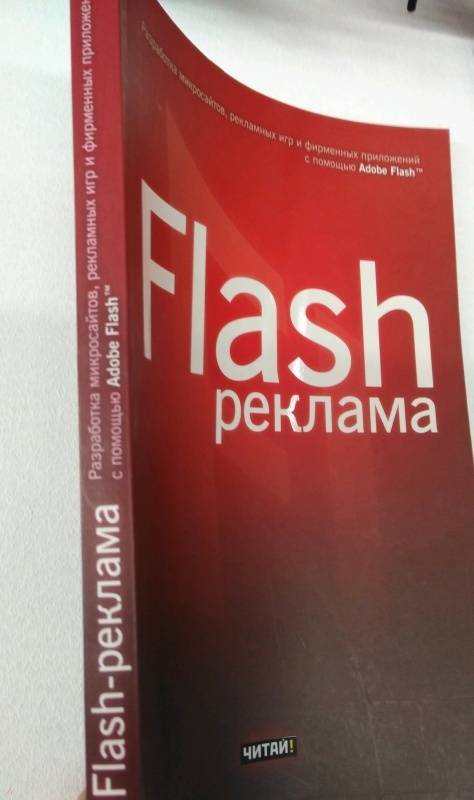 Разработка микросайтов, рекламных игр и фирменных приложений
с помощью Adobe Flash™
Flash
реклама
ЧИТАЙ!
Flash-реклама
Разработка микросайтов, рекламных игр и фирменных
с помощью Adobe Flash™